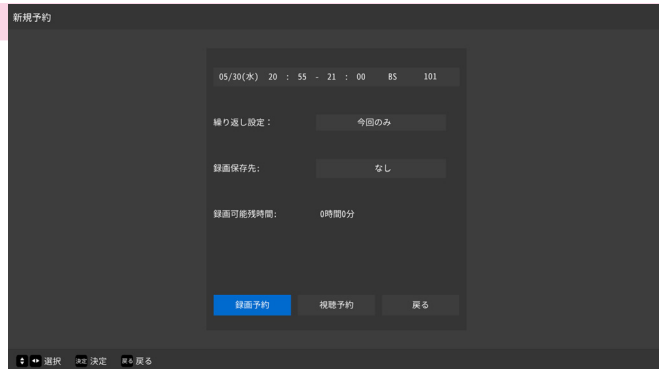 新規予約
05/30(水) 20 : 55 - 21 : 00 BS 101
繰り返し設定： 今回のみ
録画保存先: なし
録画可能残時間: 0時間0分
録画予約 視聴予約 戻る
選択 決定 決定 戻る 戻る